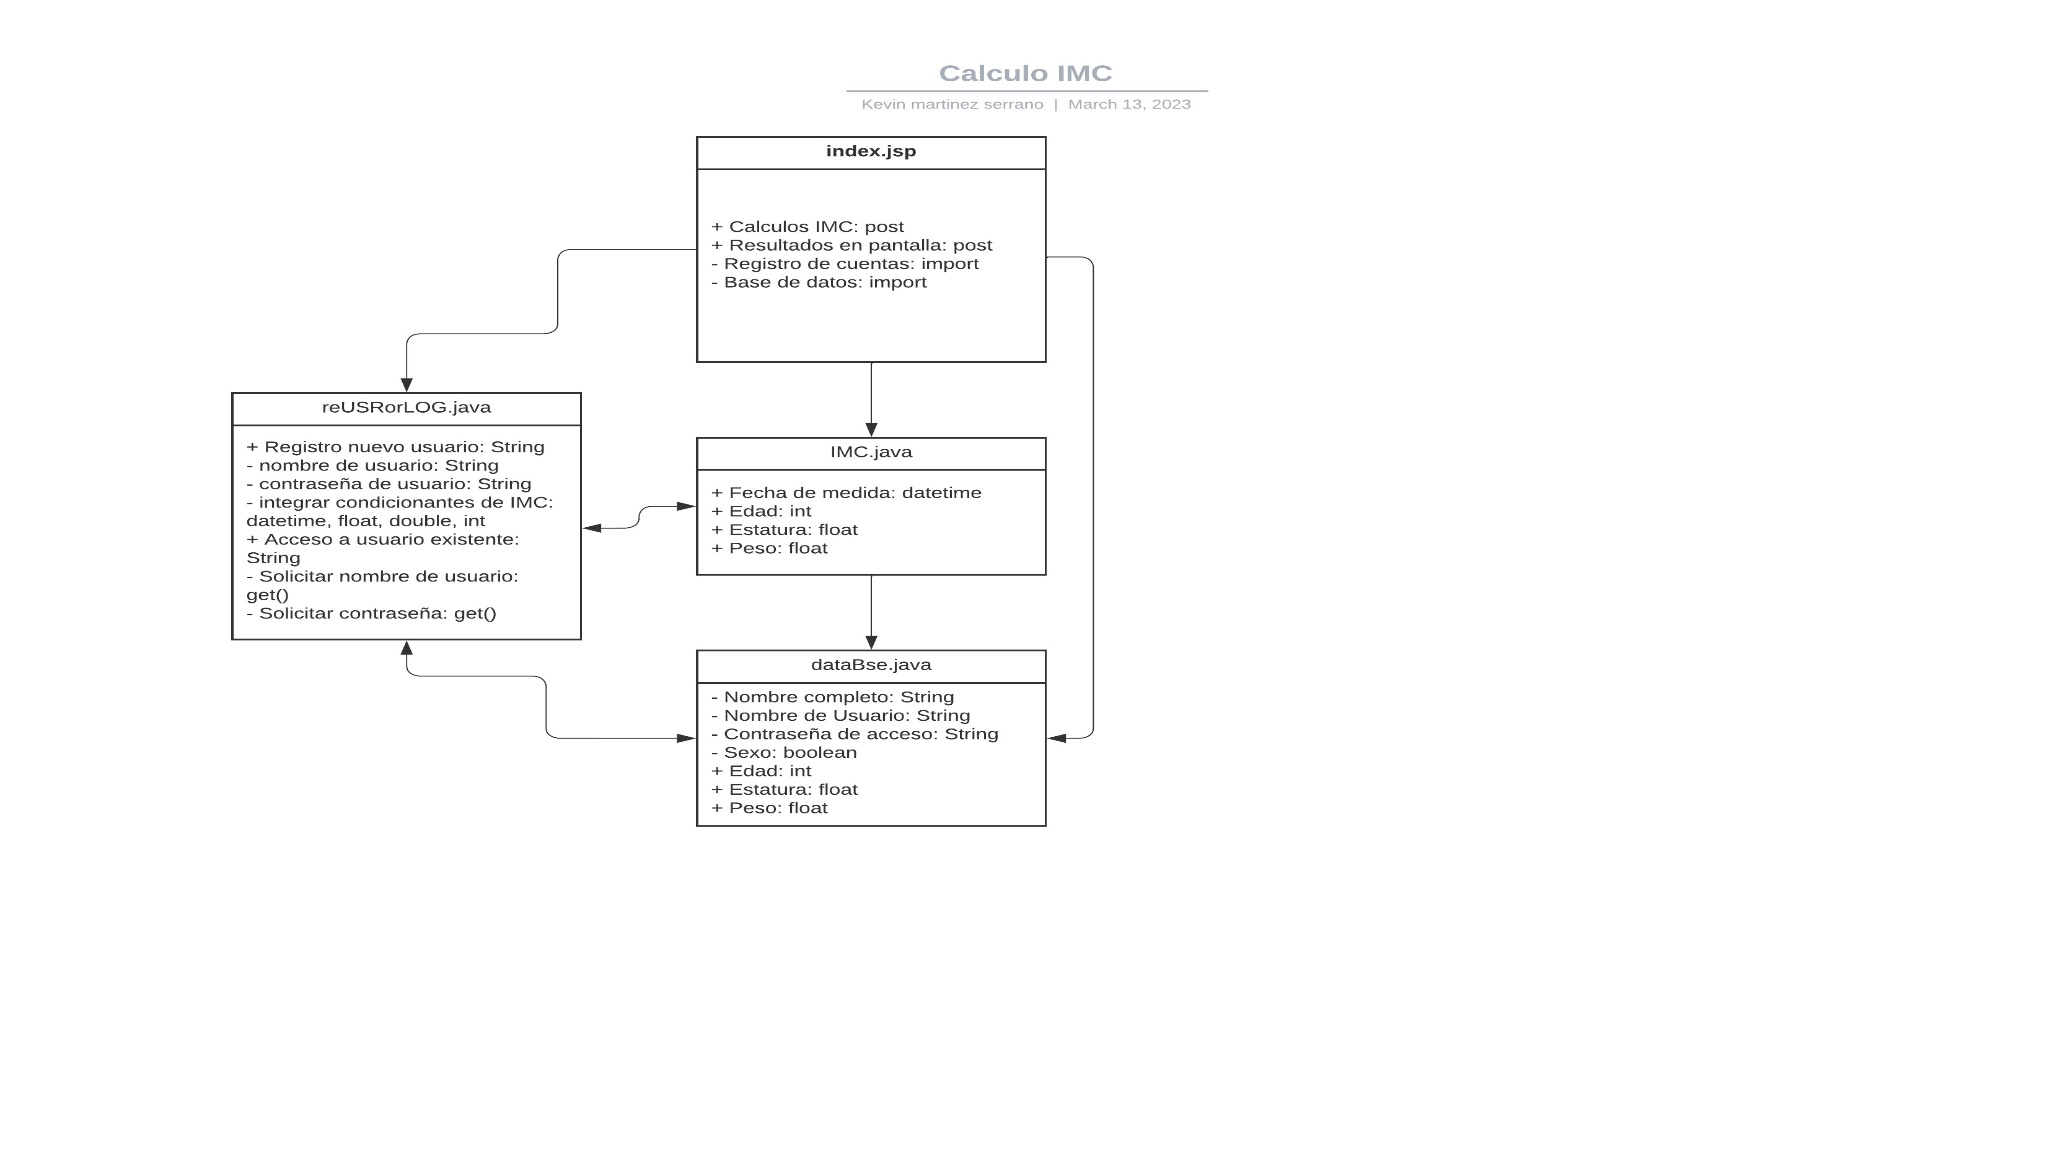 Calculo IMC
Kevin martinez serrano | March 13, 2023
index.jsp
+ Calculos IMC: post
+ Resultados en pantalla: post
- Registro de cuentas: import
- Base de datos: import
reUSRorLOG.java
+ Registro nuevo usuario: String
- nombre de usuario: String
- contraseña de usuario: String
- integrar condicionantes de IMC:
datetime, float, double, int
+ Acceso a usuario existente:
String
- Solicitar nombre de usuario:
get()
- Solicitar contraseña: get()
IMC.java
+ Fecha de medida: datetime
+ Edad: int
+ Estatura: float
+ Peso: float
dataBse.java
- Nombre completo: String
- Nombre de Usuario: String
- Contraseña de acceso: String
- Sexo: boolean
+ Edad: int
+ Estatura: float
+ Peso: float